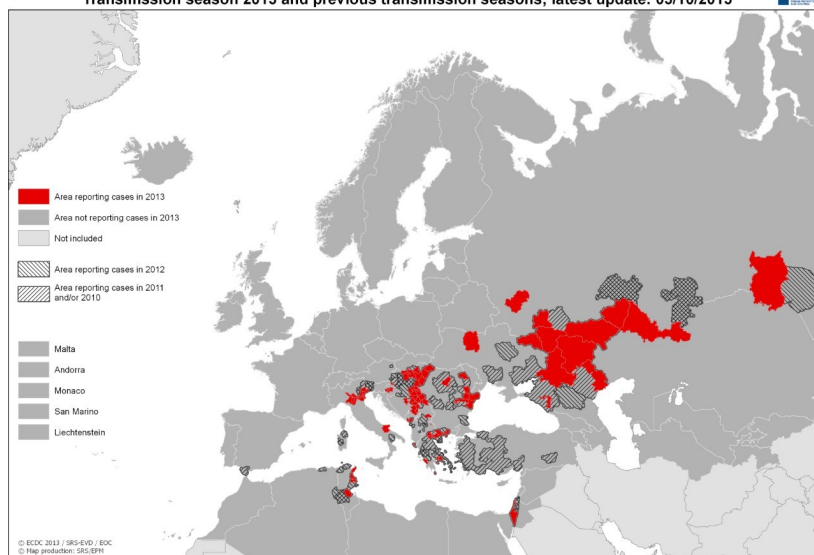 Transmission season 2013 and previous transmission seasons; latest update: 03/10/2013
Area reporting cases in 2013
Area not reporting cases in 2013
Not included
Area reporting cases in 2012
Area reporting cases in 2011
and/or 2010
Malta
Andorra
Monaco
San Marino
Liechtenstein
© ECDC 2013 / SRS-EVD / EOC
© Map production: SRS/EPM